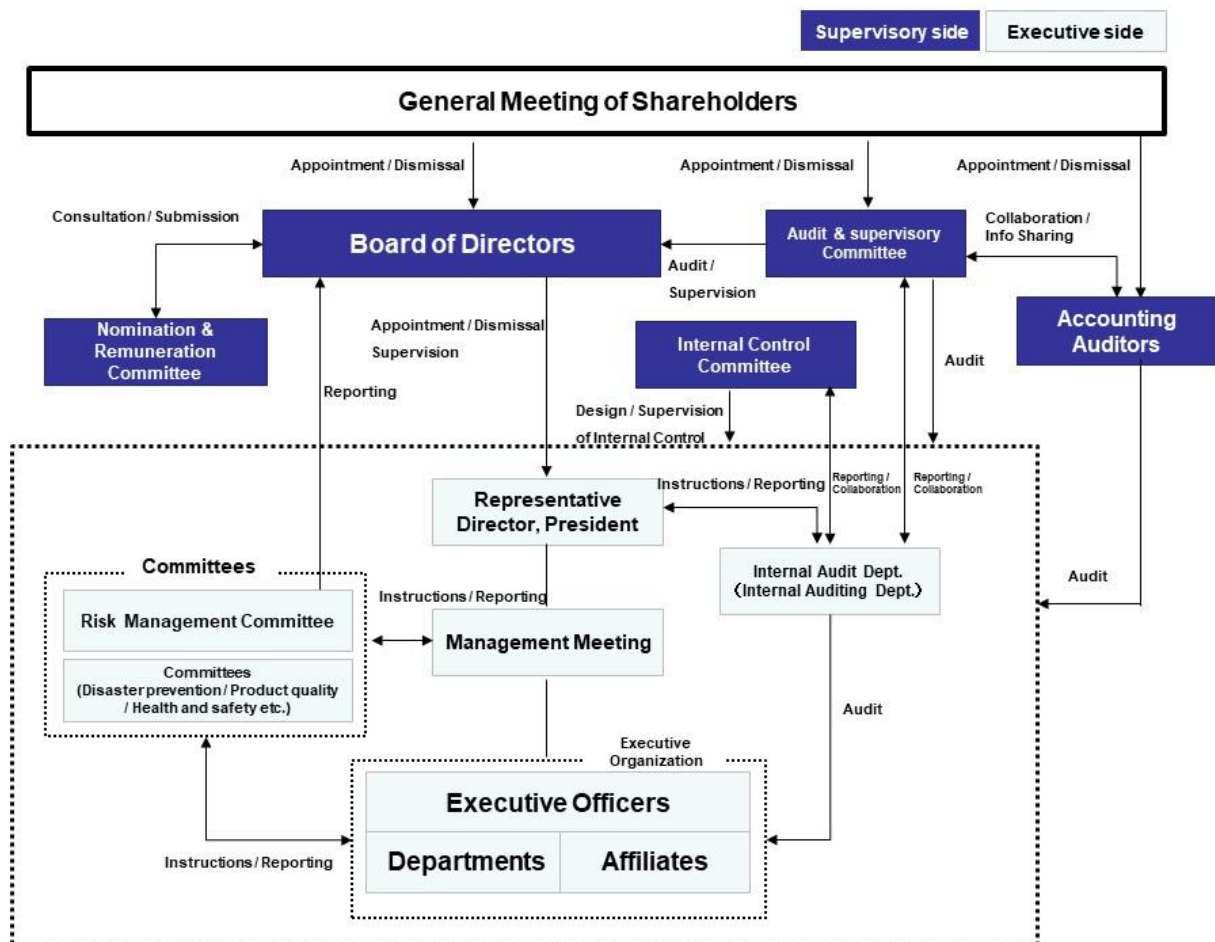 Supervisory side
Executive side
General Meeting of Shareholders
Appointment / Dismissal
Appointment / Dismissal
Appointment / Dismissal
Consultation / Submission
Board of Directors
Audit & supervisory
Committee
Collaboration /
Info Sharing
Audit /
Supervision
Nomination &
Remuneration
Committee
Appointment / Dismissal
Supervision
Internal Control
Committee
Accounting
Auditors
Audit
Reporting
Design / Supervision
of Internal Control
Representative
Director, President
Instructions / Reporting
Reporting /
Collaboration
Reporting /
Collaboration
Internal Audit Dept.
(Internal Auditing Dept.)
Audit
Committees
Risk Management Committee
Instructions / Reporting
Management Meeting
Committees
(Disaster prevention / Product quality
/ Health and safety etc.)
Audit
Executive
Organization
Executive Officers
Departments
Affiliates
Instructions / Reporting